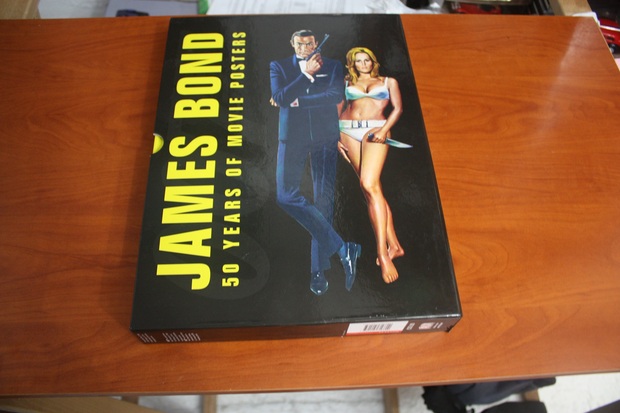 JAMES BOND
50 YEARS OF MOVIE POSTERS